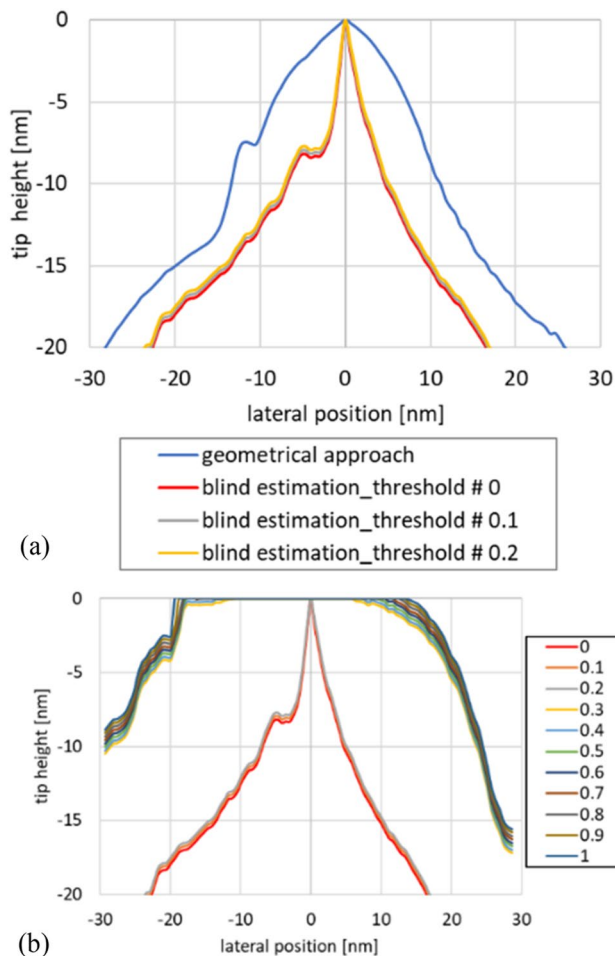 0
-5
-10
-15
-20
tip height [nm]
-30 -20 -10 0 10 20 30
lateral position [nm]
geometrical approach
blind estimation_threshold # 0
blind estimation_threshold # 0.1
blind estimation_threshold # 0.2
(a)
0
-5
-10
-15
-20
tip height [nm]
-30 -20 -10 0 10 20 30
lateral position [nm]
0
0.1
0.2
0.3
0.4
0.5
0.6
0.7
0.8
0.9
1
(b)